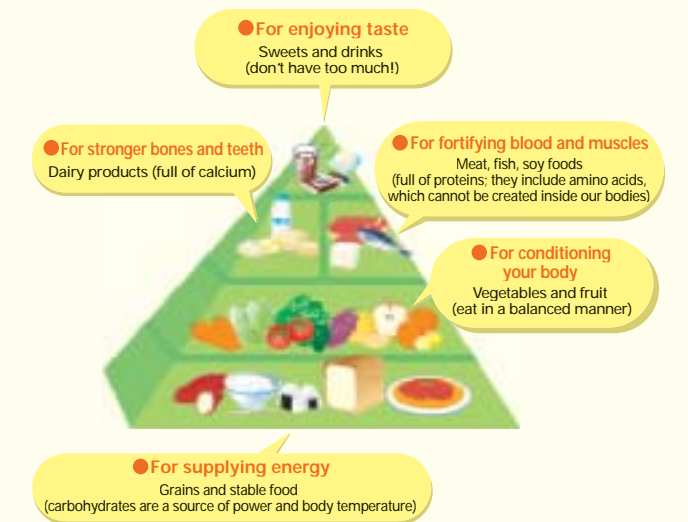 ●For enjoying taste
Sweets and drinks
(don't have too much!)
●For stronger bones and teeth
Dairy products (full of calcium)
●For fortifying blood and muscles
Meat, fish, soy foods
(full of proteins; they include amino acids,
which cannot be created inside our bodies)
●For conditioning
your body
Vegetables and fruit
(eat in a balanced manner)
●For supplying energy
Grains and stable food
(carbohydrates are a source of power and body temperature)